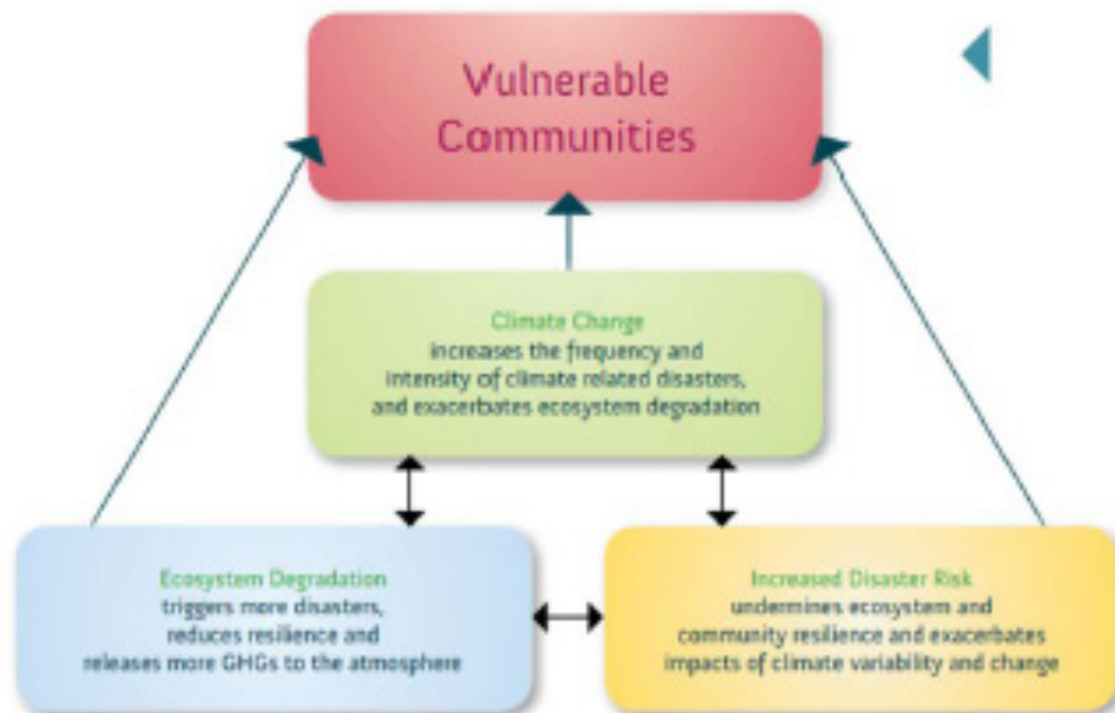 Vulnerable
Communities
Climate Change
increases the frequency and
intensity of climate related disasters,
and exacerbates ecosystem degradation
Ecosystem Degradation
triggers more disasters,
reduces resilience and
releases more GHGs to the atmosphere
Increased Disaster Risk
undermines ecosystem and
community resilience and exacerbates
impacts of climate variability and change